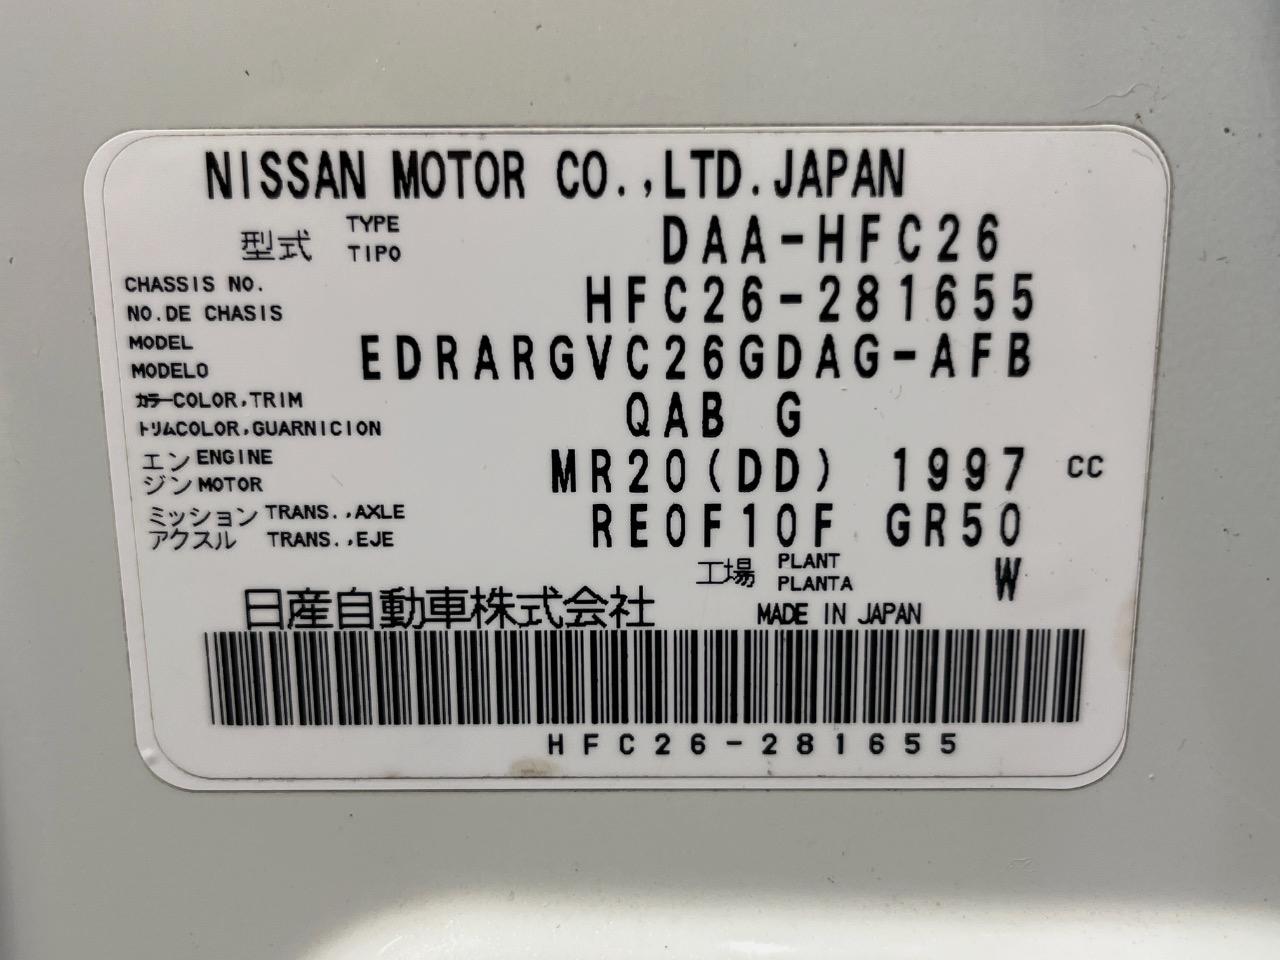 NISSAN MOTOR CO.,LTD.JAPAN
型式 TYPE TIPO DAA-HFC26
CHASSIS NO.
NO.DE CHASIS HFC26-281655
MODEL
MODELO EDRARGVC26GDAG-AFB
カラーCOLOR,TRIM
トリムCOLOR,GUARNICION QAB G
エンジン ENGINE MOTOR MR20(DD) 1997 CC
ミッション TRANS.,AXLE
アクスル TRANS.,EJE RE0F10F GR50
工場 PLANT PLANTA W
日産自動車株式会社 MADE IN JAPAN
HFC26-281655